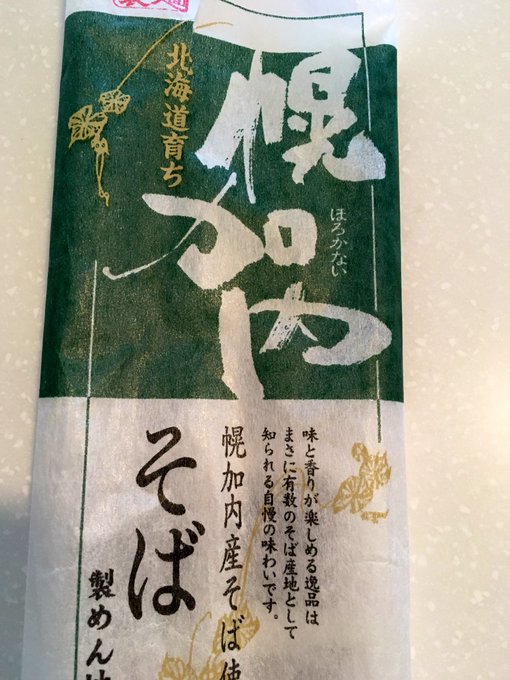 北海道育ち
幌加内
ほろかない
味と香りが楽しめる逸品は
まさに有数のそば産地として
知られる自慢の味わいです。
幌加内産そば使
そば
製めん